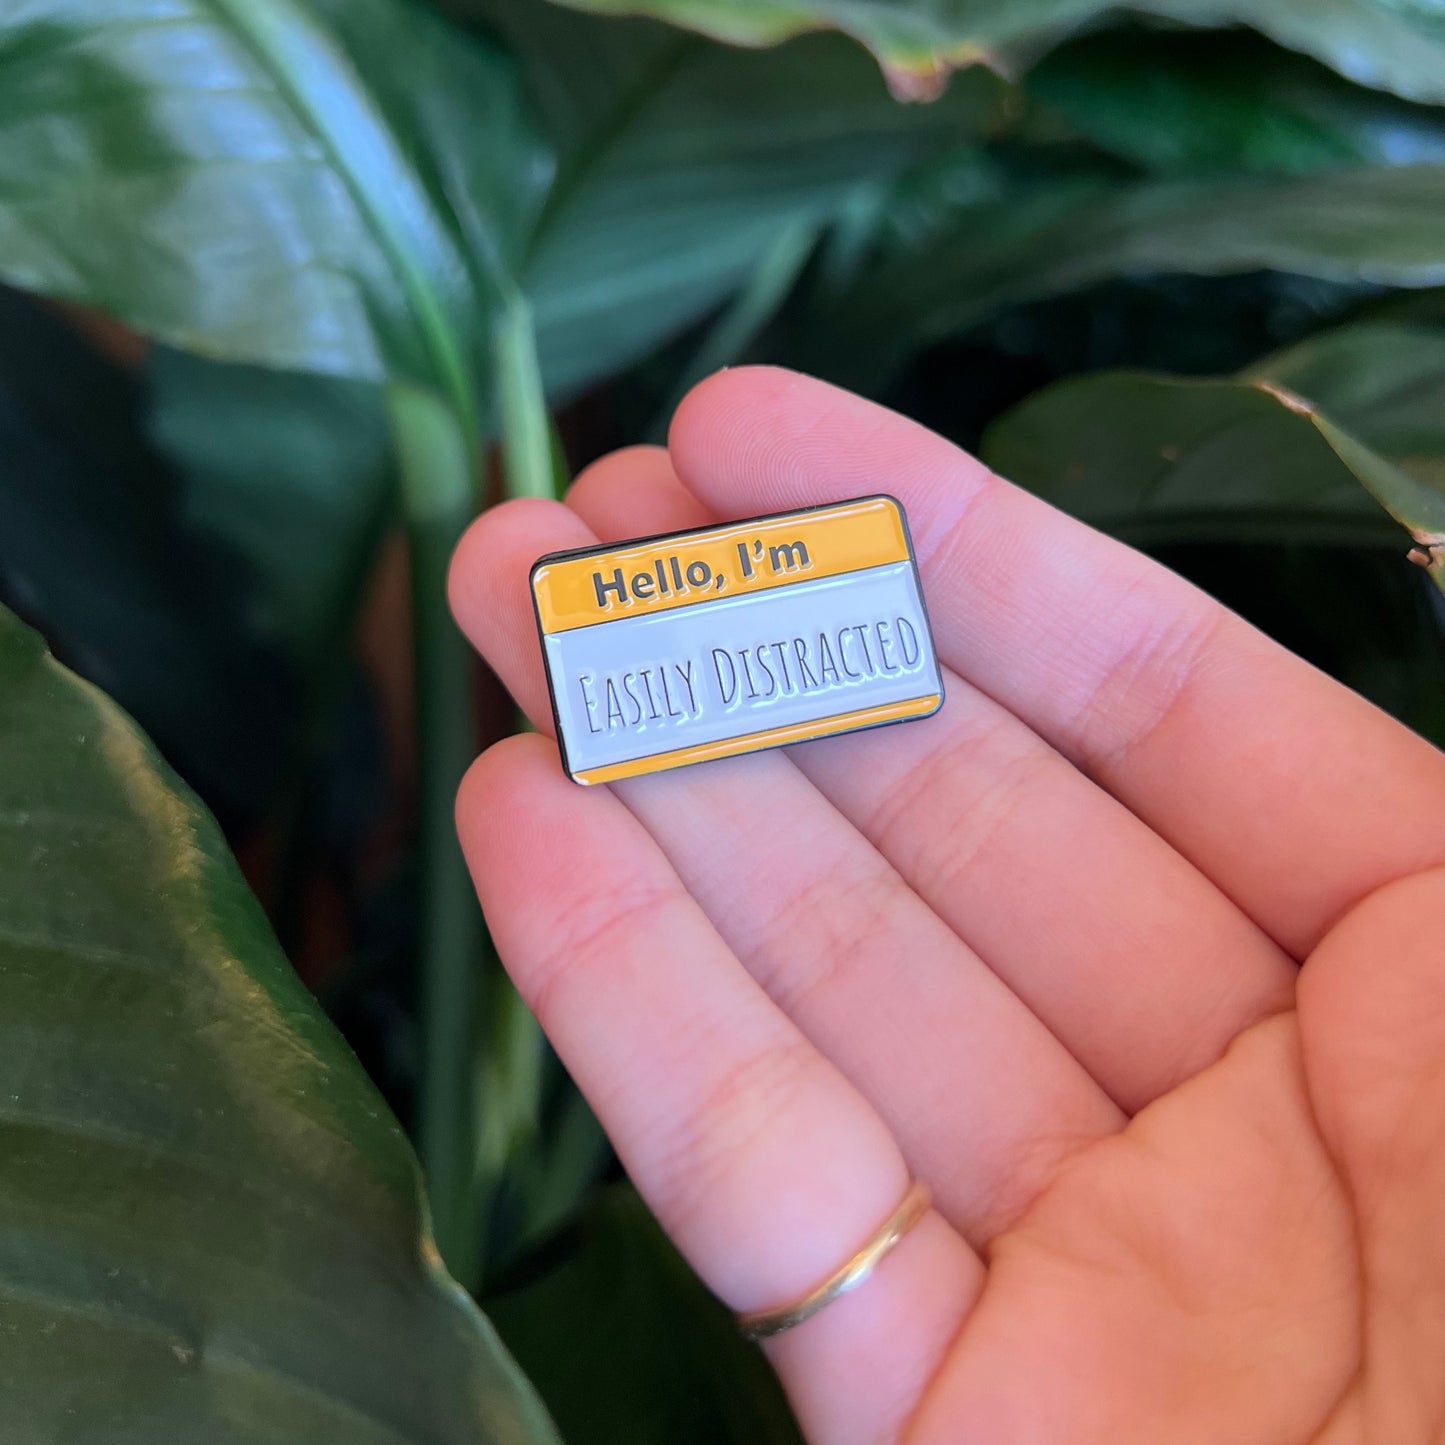 Hello, I'm
Easily Distracted